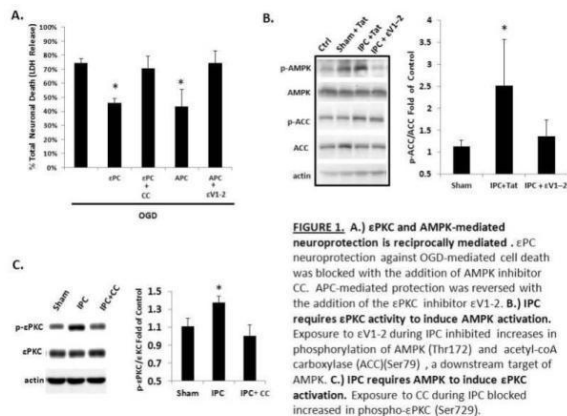 A.
% Total Neuronal Death (LDH Release)
100%
90%
80%
70%
60%
50%
40%
30%
20%
10%
0%
*
*
εPC
εPC + CC
APC
APC + εV1-2
OGD
B.
Ctrl
Sham + Tat
IPC + Tat
IPC + εV1–2
p-AMPK
AMPK
p-ACC
ACC
actin
p-ACC/ACC Fold of Control
4
3.5
3
2.5
2
1.5
1
0.5
*
Sham
IPC+Tat
IPC + εV1–2
C.
Sham
IPC
IPC+CC
p-εPKC
εPKC
actin
p-εPKC/εKC Fold of Control
1.5
1.3
1.1
0.9
0.7
0.5
*
Sham
IPC
IPC+ CC
FIGURE 1. A.) εPKC and AMPK-mediated
neuroprotection is reciprocally mediated . εPC
neuroprotection against OGD-mediated cell death
was blocked with the addition of AMPK inhibitor
CC. APC-mediated protection was reversed with
the addition of the εPKC inhibitor εV1-2. B.) IPC
requires εPKC activity to induce AMPK activation.
Exposure to εV1-2 during IPC inhibited increases in
phosphorylation of AMPK (Thr172) and acetyl-coA
carboxylase (ACC)(Ser79) , a downstream target of
AMPK. C.) IPC requires AMPK to induce εPKC
activation. Exposure to CC during IPC blocked
increased in phospho-εPKC (Ser729).